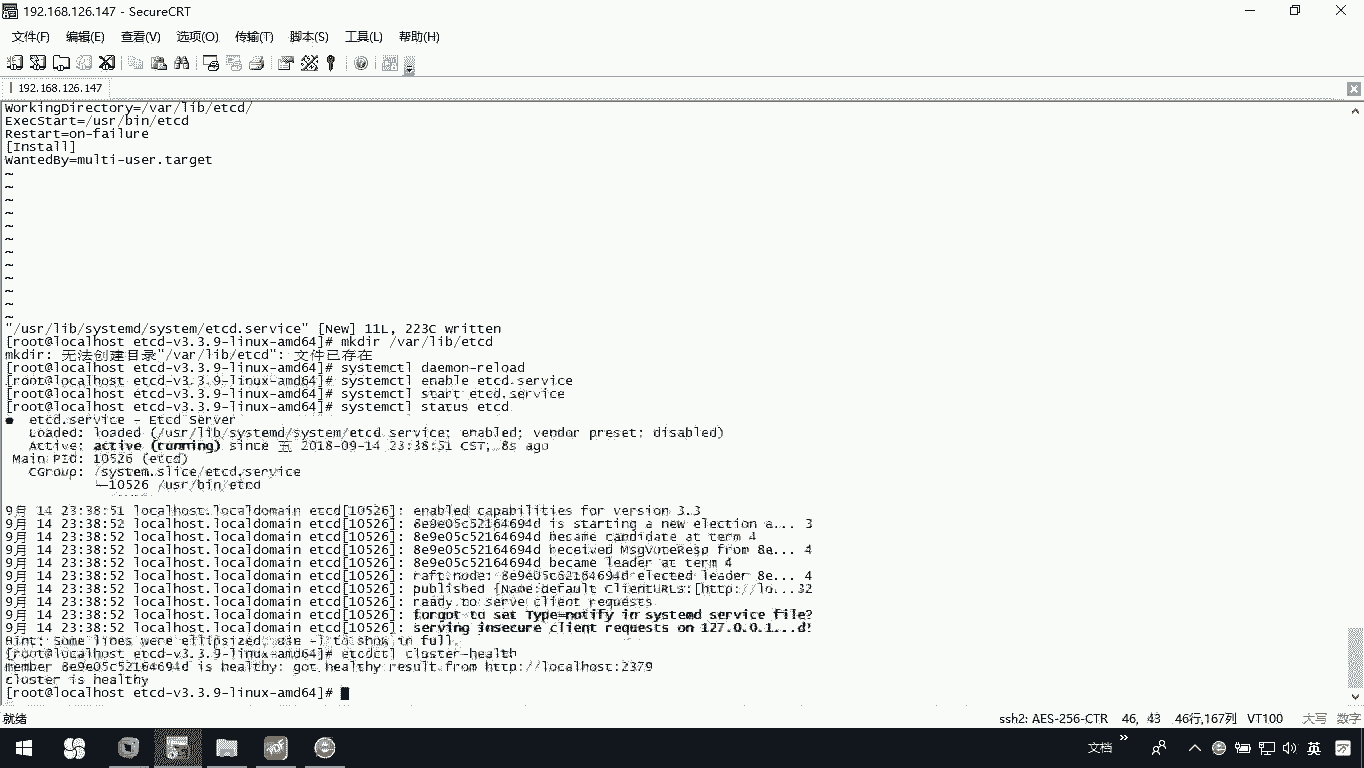 192.168.126.147 - SecureCRT
文件(F) 编辑(E) 查看(V) 选项(O) 传输(T) 脚本(S) 工具(L) 帮助(H)
192.168.126.147
WorkingDirectory=/var/lib/etcd/
ExecStart=/usr/bin/etcd
Restart=on-failure
[Install]
WantedBy=multi-user.target
~
~
~
~
~
~
~
~
~
~
~
~
"/usr/lib/systemd/system/etcd.service" [New] 11L, 223C written
[root@localhost etcd-v3.3.9-linux-amd64]# mkdir /var/lib/etcd
mkdir: 无法创建目录"/var/lib/etcd": 文件已存在
[root@localhost etcd-v3.3.9-linux-amd64]# systemctl daemon-reload
[root@localhost etcd-v3.3.9-linux-amd64]# systemctl enable etcd.service
[root@localhost etcd-v3.3.9-linux-amd64]# systemctl start etcd.service
[root@localhost etcd-v3.3.9-linux-amd64]# systemctl status etcd
● etcd.service - Etcd Server
Loaded: loaded (/usr/lib/systemd/system/etcd.service; enabled; vendor preset: disabled)
Active: active (running) since 五 2018-09-14 23:38:51 CST; 8s ago
Main PID: 10526 (etcd)
CGroup: /system.slice/etcd.service
└─10526 /usr/bin/etcd
9月 14 23:38:51 localhost.localdomain etcd[10526]: enabled capabilities for version 3.3
9月 14 23:38:52 localhost.localdomain etcd[10526]: 8e9e05c52164694d is starting a new election a... 3
9月 14 23:38:52 localhost.localdomain etcd[10526]: 8e9e05c52164694d became candidate at term 4
9月 14 23:38:52 localhost.localdomain etcd[10526]: 8e9e05c52164694d received MsgVoteResp from 8e... 4
9月 14 23:38:52 localhost.localdomain etcd[10526]: 8e9e05c52164694d became leader at term 4
9月 14 23:38:52 localhost.localdomain etcd[10526]: raft.node: 8e9e05c52164694d elected leader 8e... 4
9月 14 23:38:52 localhost.localdomain etcd[10526]: published {Name:default ClientURLs:[http://lo...32
9月 14 23:38:52 localhost.localdomain etcd[10526]: ready to serve client requests
9月 14 23:38:52 localhost.localdomain etcd[10526]: forgot to set Type=notify in systemd service file?
9月 14 23:38:52 localhost.localdomain etcd[10526]: serving insecure client requests on 127.0.0.1...d!
Hint: Some lines were ellipsized, use -l to show in full.
[root@localhost etcd-v3.3.9-linux-amd64]# etcdctl cluster-health
member 8e9e05c52164694d is healthy: got healthy result from http://localhost:2379
cluster is healthy
[root@localhost etcd-v3.3.9-linux-amd64]#
就绪 ssh2: AES-256-CTR 46, 43 46行,167列 VT100 大写 数字
文档 英